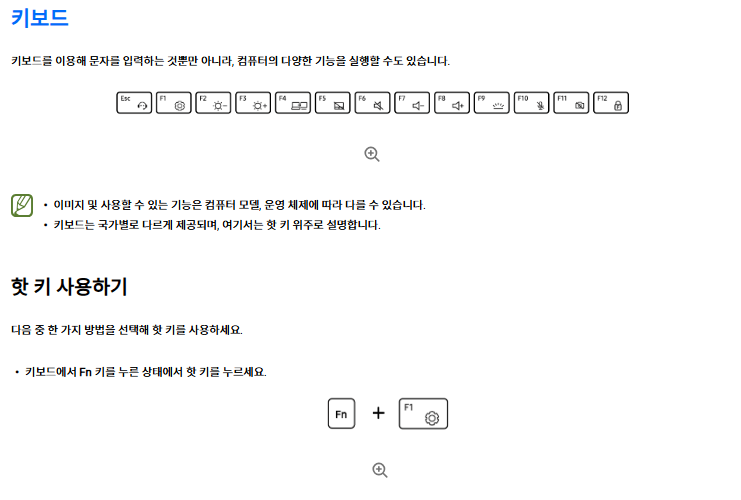 키보드
키보드를 이용해 문자를 입력하는 것뿐만 아니라, 컴퓨터의 다양한 기능을 실행할 수도 있습니다.
Esc F1 F2 F3 F4 F5 F6 F7 F8 F9 F10 F11 F12
• 이미지 및 사용할 수 있는 기능은 컴퓨터 모델, 운영 체제에 따라 다를 수 있습니다.
• 키보드는 국가별로 다르게 제공되며, 여기서는 핫 키 위주로 설명합니다.
핫 키 사용하기
다음 중 한 가지 방법을 선택해 핫 키를 사용하세요.
• 키보드에서 Fn 키를 누른 상태에서 핫 키를 누르세요.
Fn + F1